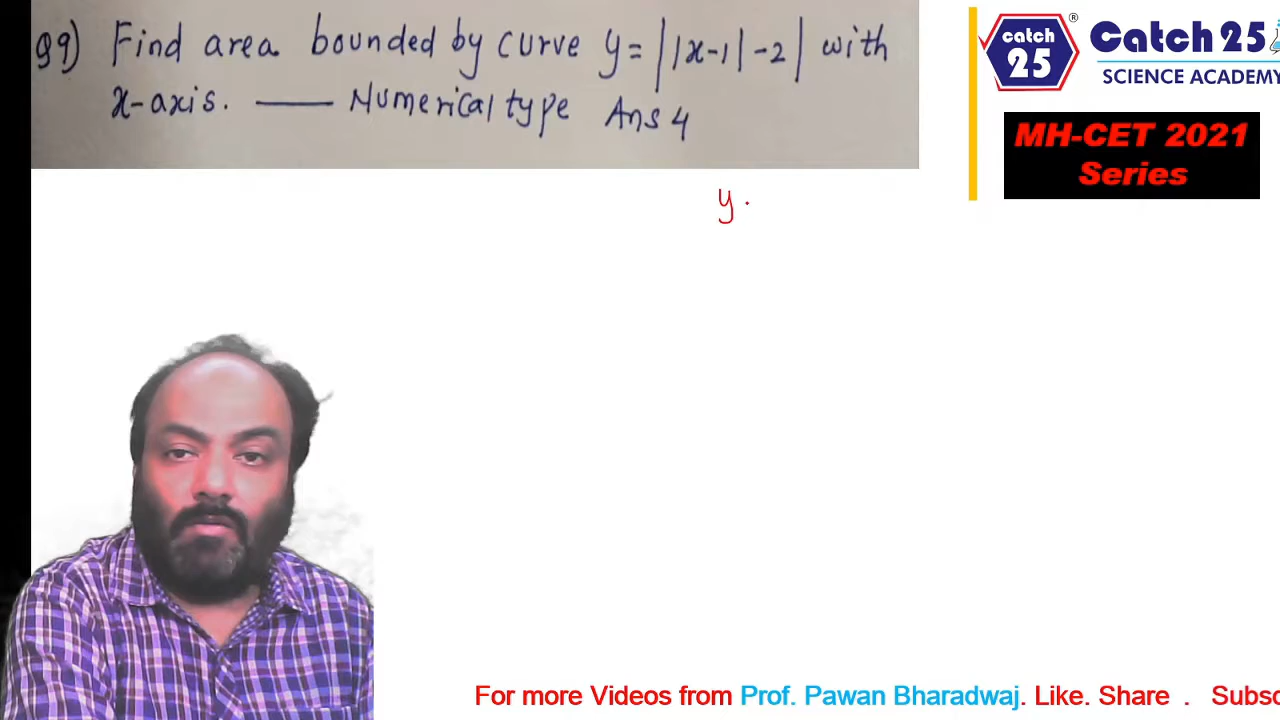 Q9) Find area bounded by curve y = ||x-1| -2| with
x-axis. —— Numerical type Ans 4
catch
25
®
Catch 25
SCIENCE ACADEMY
MH-CET 2021
Series
y
For more Videos from Prof. Pawan Bharadwaj. Like. Share . Subsc